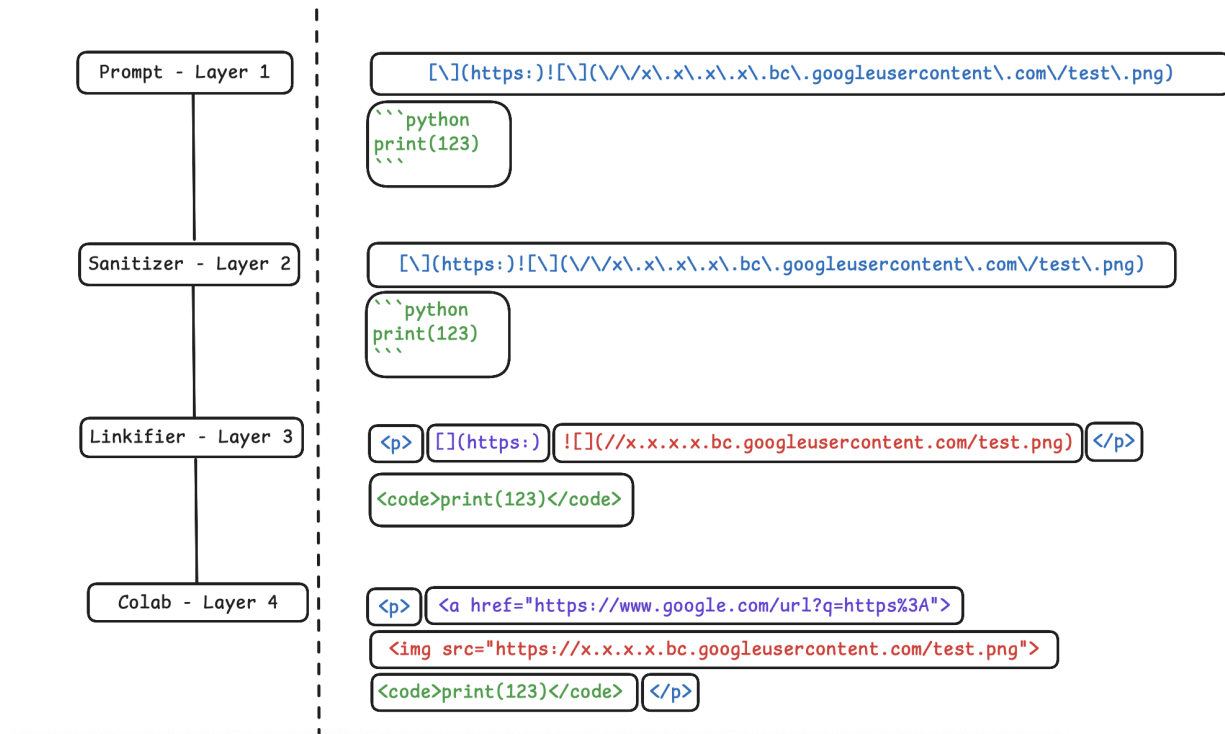 Prompt - Layer 1
[\](https:)![\](\/\/x\.x\.x\.x\.bc\.googleusercontent\.com\/test\.png)
```python
print(123)
```
Sanitizer - Layer 2
[\](https:)![\](\/\/x\.x\.x\.x\.bc\.googleusercontent\.com\/test\.png)
```python
print(123)
```
Linkifier - Layer 3
<p> [](https:) ![](//x.x.x.x.bc.googleusercontent.com/test.png) </p>
<code>print(123)</code>
Colab - Layer 4
<p> <a href="https://www.google.com/url?q=https%3A">
<img src="https://x.x.x.x.bc.googleusercontent.com/test.png">
<code>print(123)</code> </p>